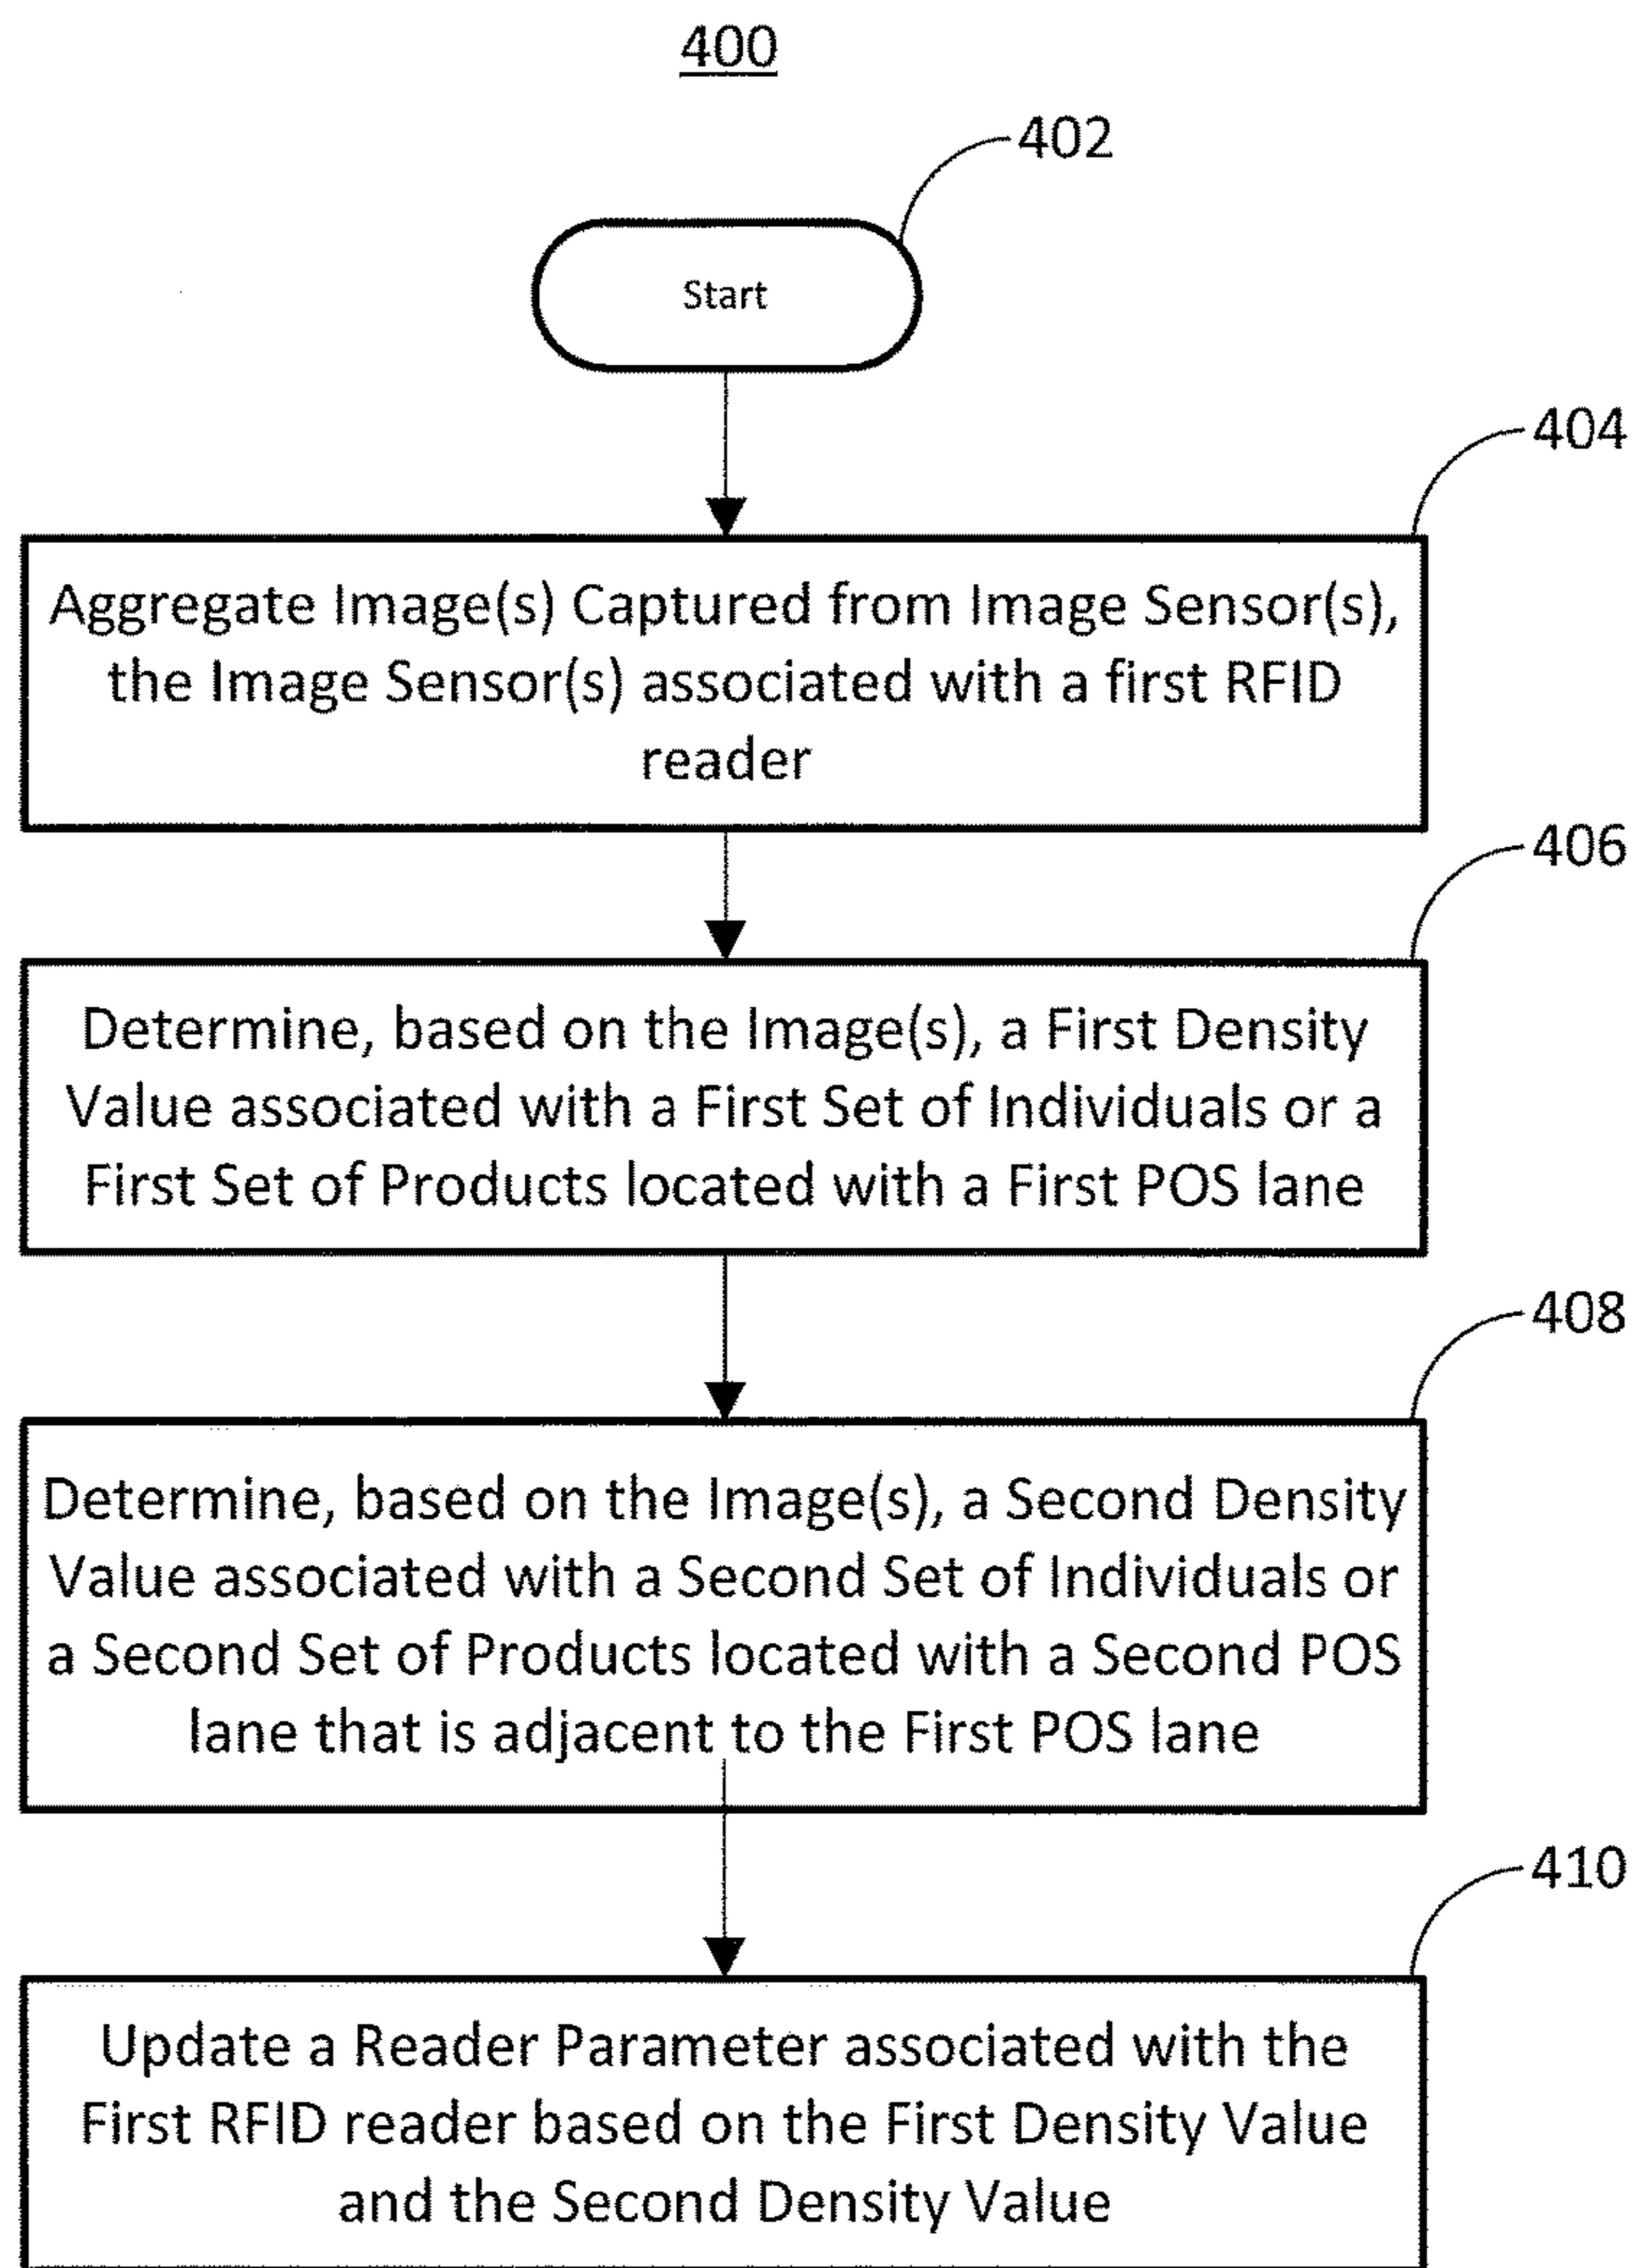 400
402
Start
404
Aggregate Image(s) Captured from Image Sensor(s),
the Image Sensor(s) associated with a first RFID
reader
406
Determine, based on the Image(s), a First Density
Value associated with a First Set of Individuals or a
First Set of Products located with a First POS lane
408
Determine, based on the Image(s), a Second Density
Value associated with a Second Set of Individuals or
a Second Set of Products located with a Second POS
lane that is adjacent to the First POS lane
410
Update a Reader Parameter associated with the
First RFID reader based on the First Density Value
and the Second Density Value